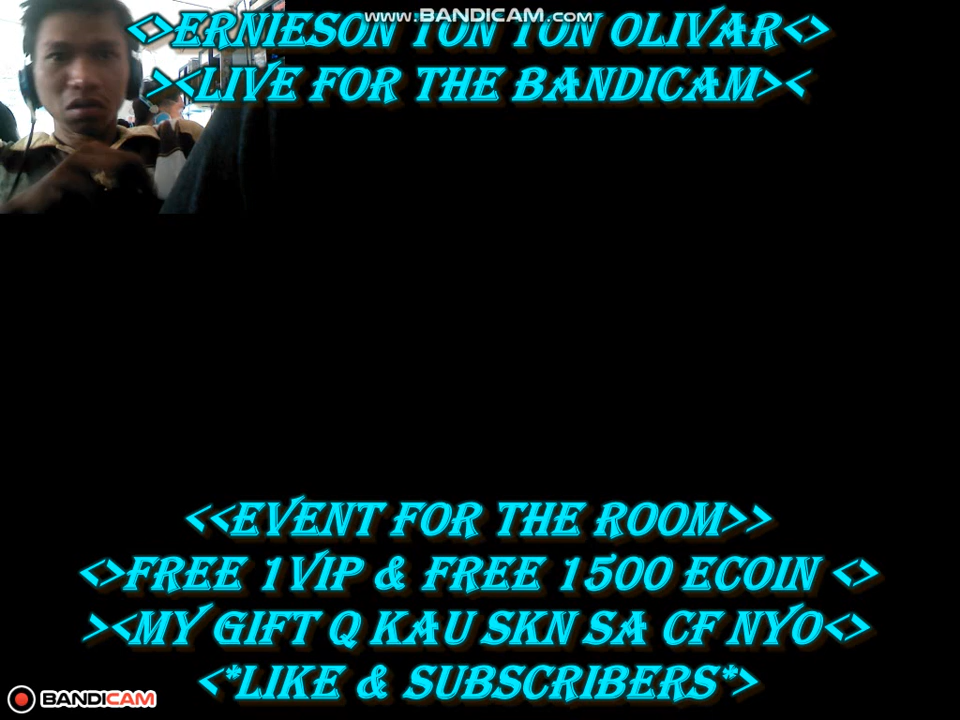 www.BANDICAM.com
<>ERNIESON TON TON OLIVAR<>
><LIVE FOR THE BANDICAM><
<<EVENT FOR THE ROOM>>
<>FREE 1VIP & FREE 1500 ECOIN <>
><MY GIFT Q KAU SKN SA CF NYO<>
<*LIKE & SUBSCRIBERS*>
BANDICAM